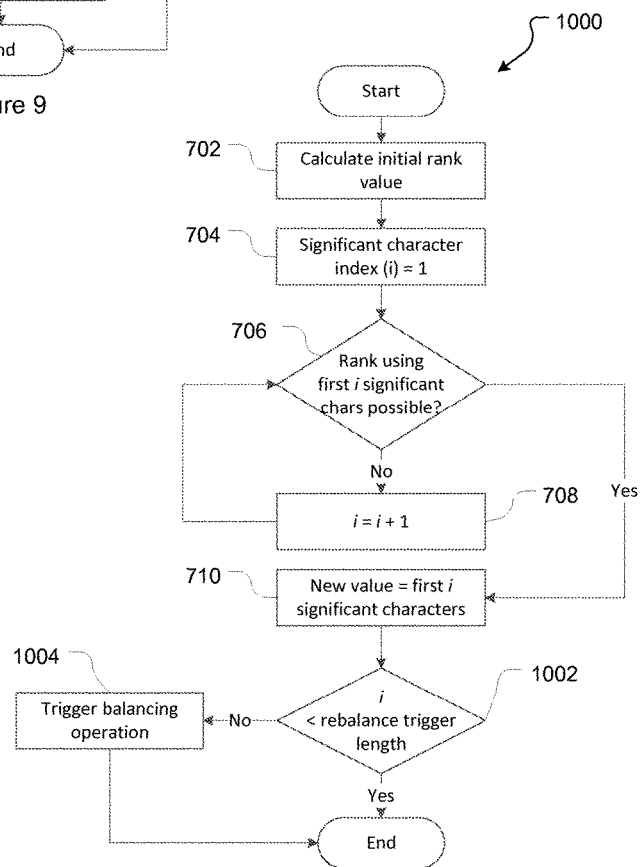 1000
nd
ure 9
Start
702
Calculate initial rank
value
704
Significant character
index (i) = 1
706
Rank using
first i significant
chars possible?
No
Yes
708
i = i + 1
710
New value = first i
significant characters
1004
1002
Trigger balancing
operation
No
i
< rebalance trigger
length
Yes
End